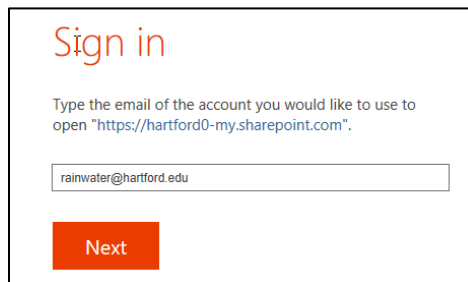 Sign in
Type the email of the account you would like to use to
open "https://hartford0-my.sharepoint.com".
rainwater@hartford.edu
Next